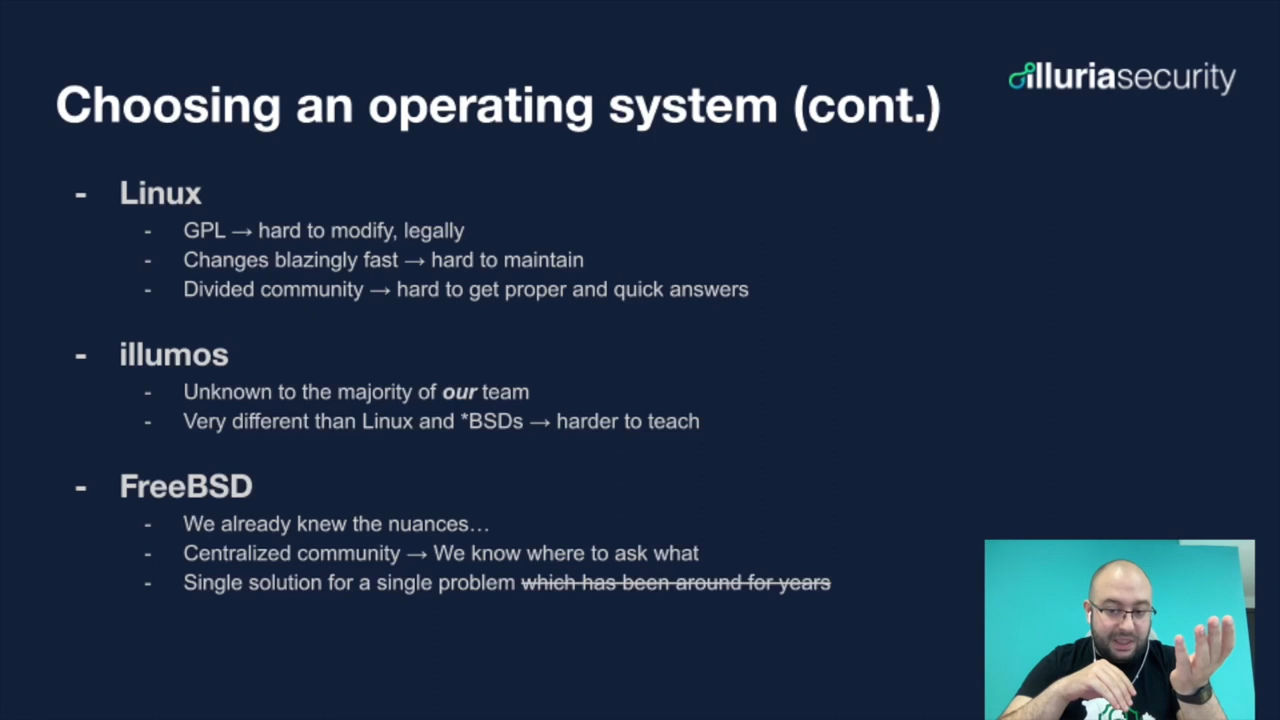 illuriasecurity
Choosing an operating system (cont.)
- Linux
- GPL → hard to modify, legally
- Changes blazingly fast → hard to maintain
- Divided community → hard to get proper and quick answers
- illumos
- Unknown to the majority of our team
- Very different than Linux and *BSDs → harder to teach
- FreeBSD
- We already knew the nuances…
- Centralized community → We know where to ask what
- Single solution for a single problem which has been around for years